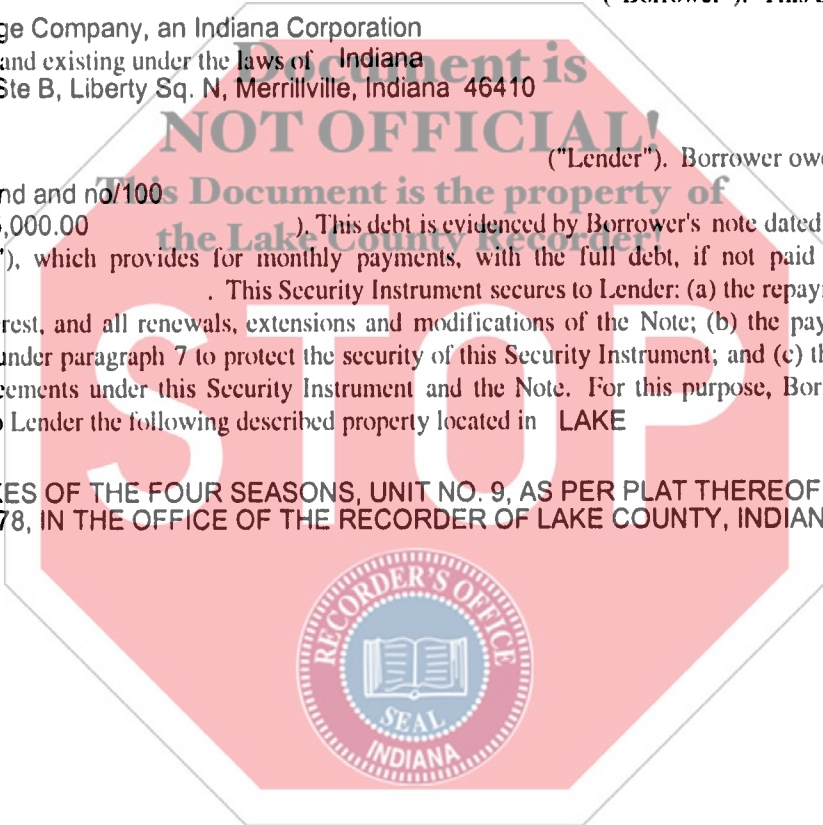 ge Company, an Indiana Corporation
and existing under the laws of Indiana
Ste B, Liberty Sq. N, Merrillville, Indiana 46410
Document is
NOT OFFICIAL!
This Document is the property of
the Lake County Recorder!
("Lender"). Borrower owe
nd and no/100
,000.00 ). This debt is evidenced by Borrower's note dated
"), which provides for monthly payments, with the full debt, if not paid
. This Security Instrument secures to Lender: (a) the repay
rest, and all renewals, extensions and modifications of the Note; (b) the pay
under paragraph 7 to protect the security of this Security Instrument; and (c) th
eements under this Security Instrument and the Note. For this purpose, Bor
Lender the following described property located in LAKE
STOP
KES OF THE FOUR SEASONS, UNIT NO. 9, AS PER PLAT THEREOF
78, IN THE OFFICE OF THE RECORDER OF LAKE COUNTY, INDIAN
RECORDER'S OFFICE
SEAL
INDIANA